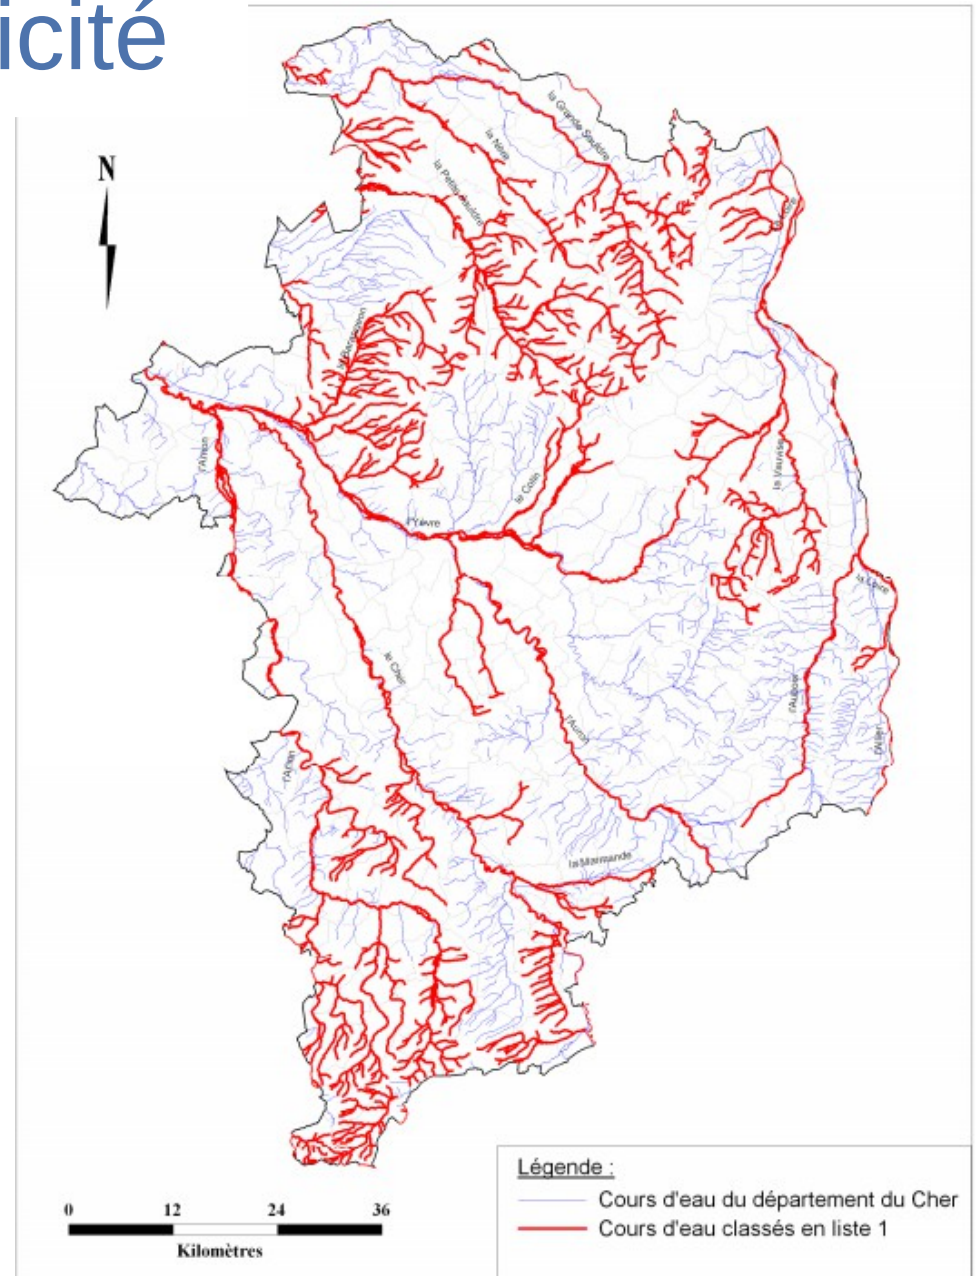 icité
la Grande Sauldre
la Nère
N
la Petite Sauldre
l'Arnon
le Colin
l'Yèvre
la Vauvise
la Loire
le Cher
l'Aubois
l'Auron
l'Allier
l'Arnon
la Marmande
Légende :
Cours d'eau du département du Cher
Cours d'eau classés en liste 1
0 12 24 36
Kilomètres